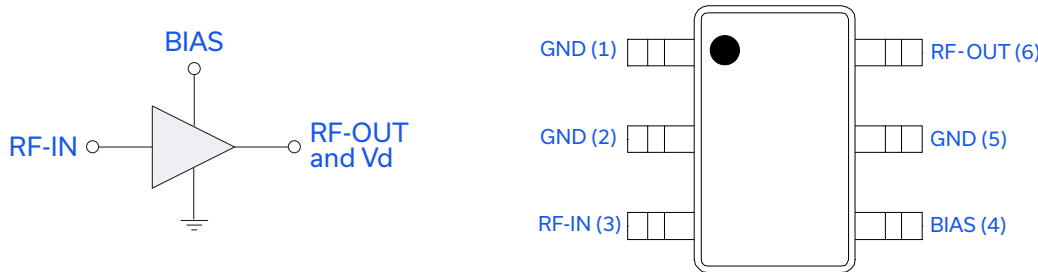 BIAS
RF-IN
RF-OUT
and Vd
GND (1)
RF-OUT (6)
GND (2)
GND (5)
RF-IN (3)
BIAS (4)